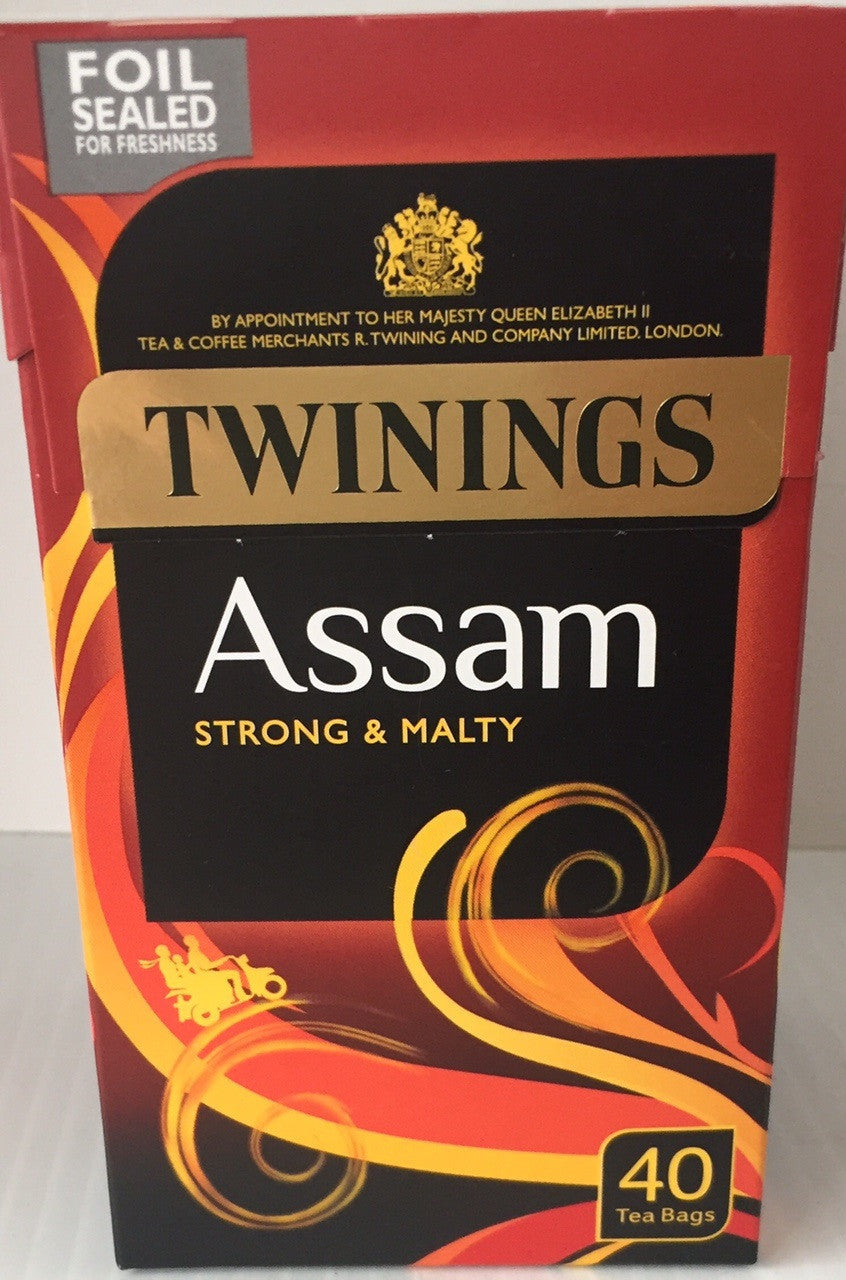 FOIL
SEALED
FOR FRESHNESS
BY APPOINTMENT TO HER MAJESTY QUEEN ELIZABETH II
TEA & COFFEE MERCHANTS R. TWINING AND COMPANY LIMITED. LONDON.
TWININGS
Assam
STRONG & MALTY
40
Tea Bags